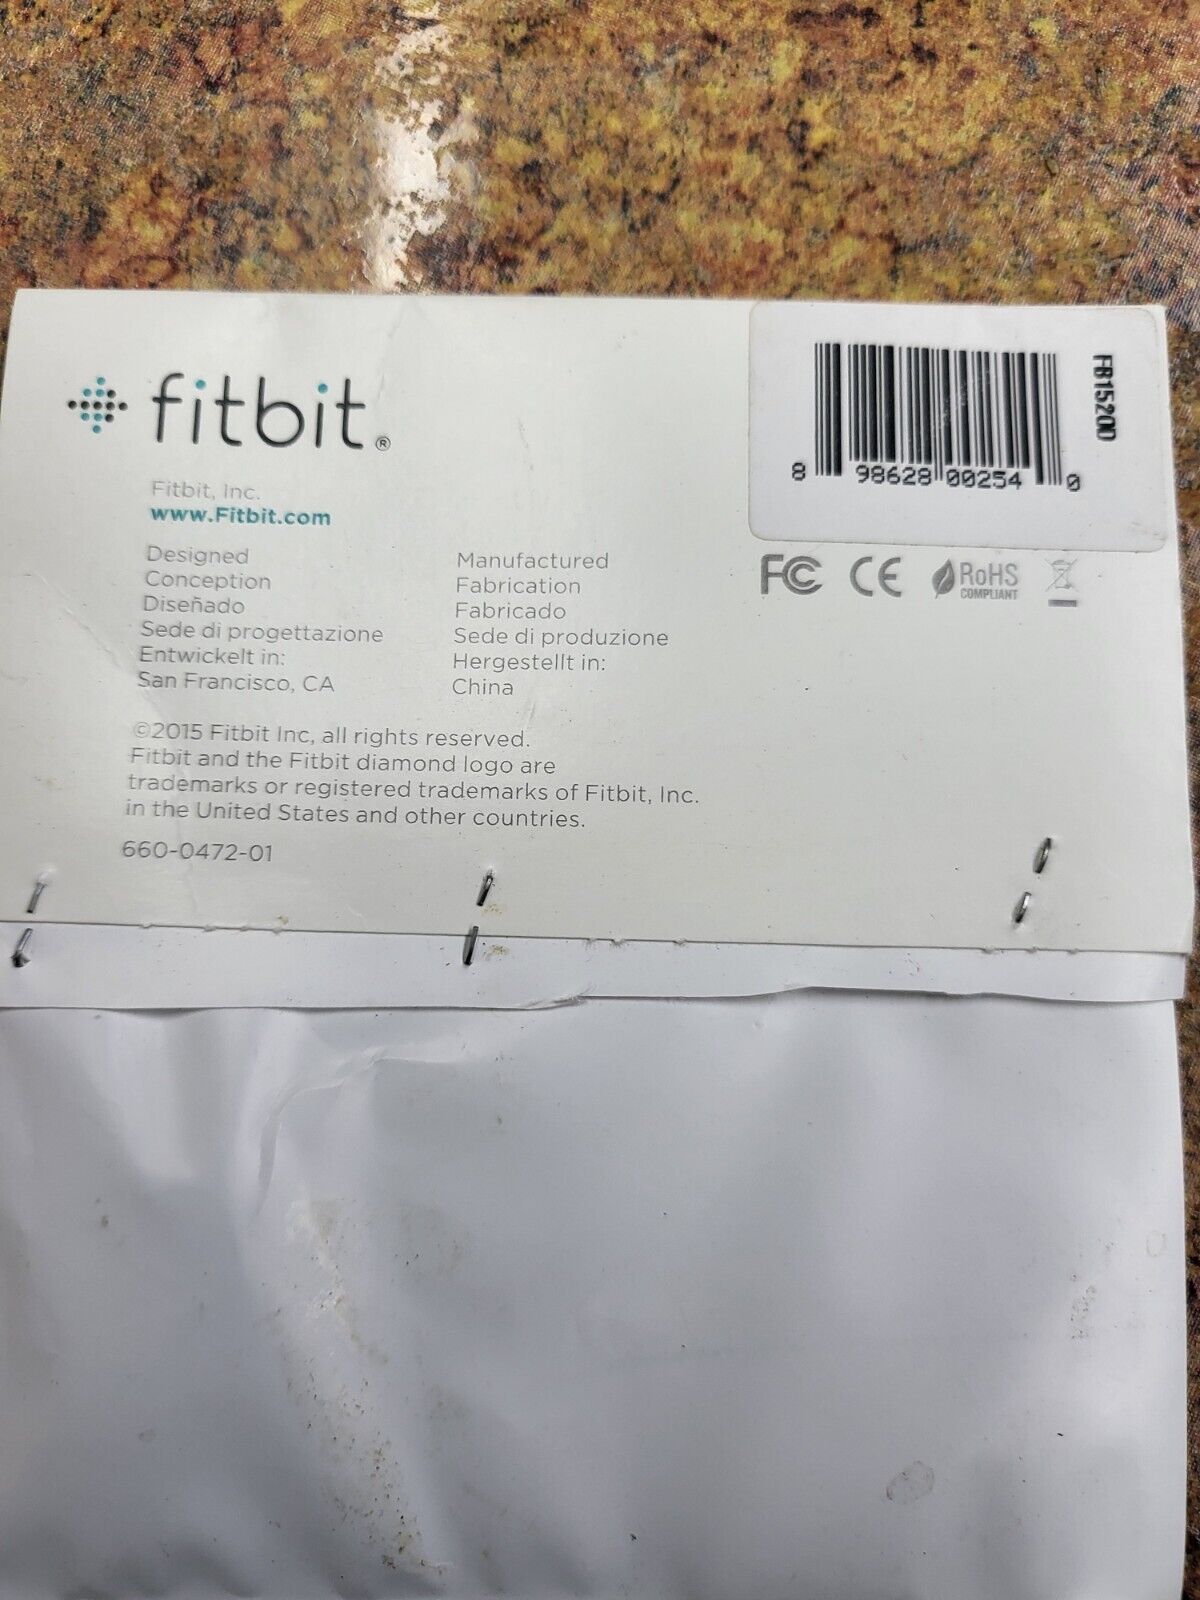 fitbit®
Fitbit, Inc.
www.Fitbit.com
Designed
Conception
Diseñado
Sede di progettazione
Entwickelt in:
San Francisco, CA
Manufactured
Fabrication
Fabricado
Sede di produzione
Hergestellt in:
China
8 98628 00254 0
FB152OO
FC CE RoHS
COMPLIANT
©2015 Fitbit Inc, all rights reserved.
Fitbit and the Fitbit diamond logo are
trademarks or registered trademarks of Fitbit, Inc.
in the United States and other countries.
660-0472-01